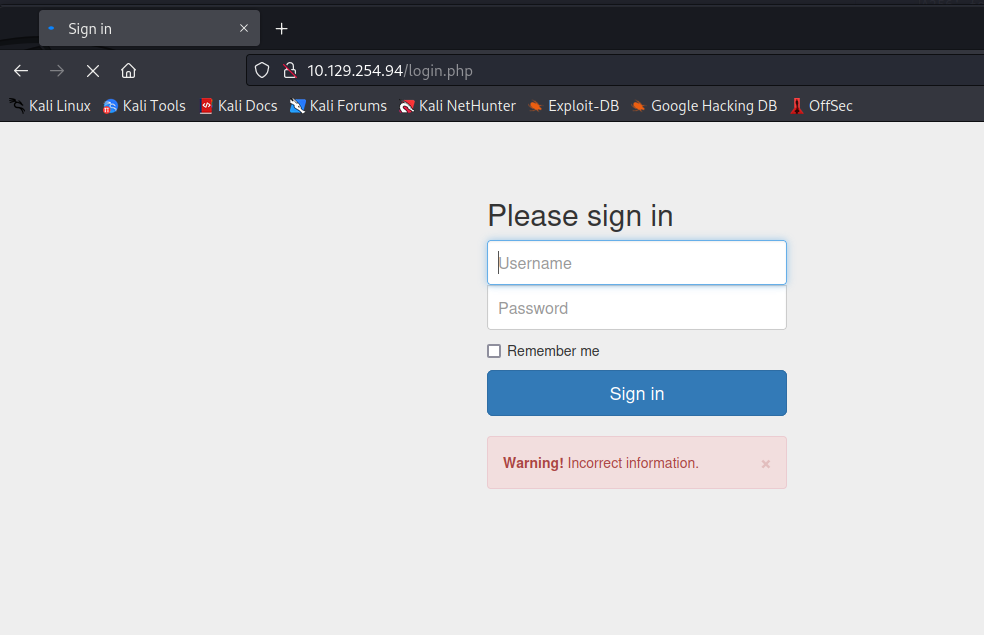 Sign in
10.129.254.94/login.php
Kali Linux Kali Tools Kali Docs Kali Forums Kali NetHunter Exploit-DB Google Hacking DB OffSec
Please sign in
Username
Password
Remember me
Sign in
Warning! Incorrect information. ×